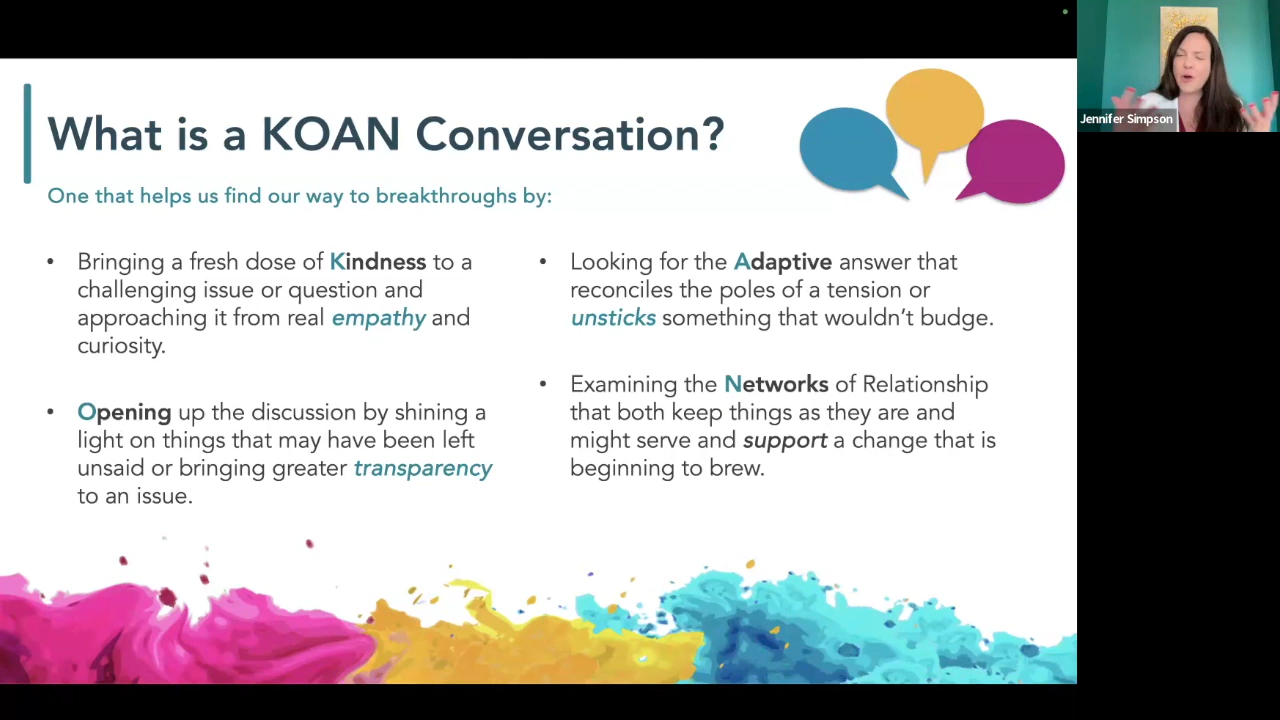 What is a KOAN Conversation?
One that helps us find our way to breakthroughs by:
• Bringing a fresh dose of Kindness to a
challenging issue or question and
approaching it from real empathy and
curiosity.
• Opening up the discussion by shining a
light on things that may have been left
unsaid or bringing greater transparency
to an issue.
• Looking for the Adaptive answer that
reconciles the poles of a tension or
unsticks something that wouldn’t budge.
• Examining the Networks of Relationship
that both keep things as they are and
might serve and support a change that is
beginning to brew.
Jennifer Simpson